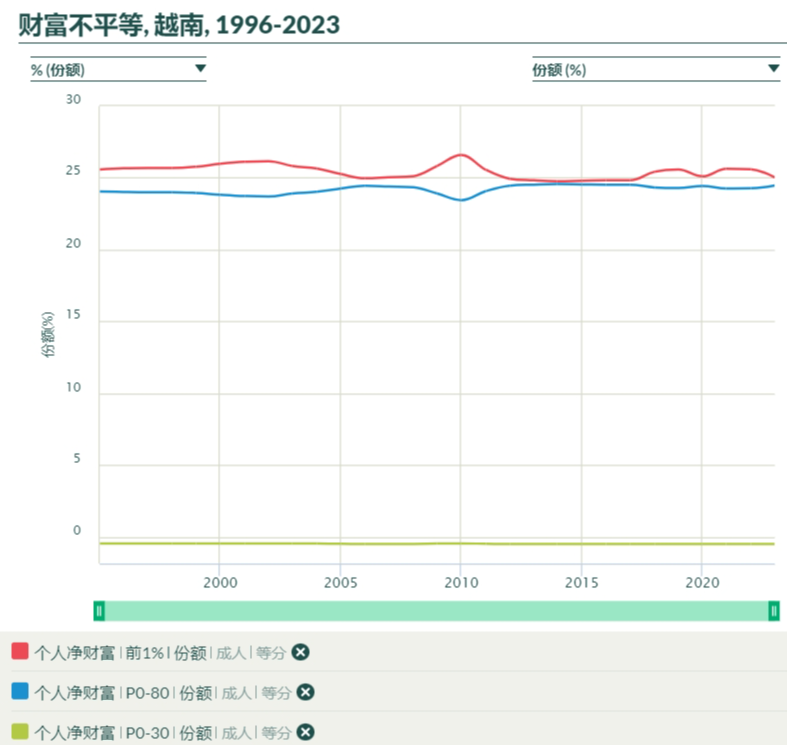 财富不平等, 越南, 1996-2023
% (份额) 份额 (%)
30
25
20
15
份额(%)
10
5
0
2000 2005 2010 2015 2020
个人净财富 | 前1% | 份额 | 成人 | 等分
个人净财富 | P0-80 | 份额 | 成人 | 等分
个人净财富 | P0-30 | 份额 | 成人 | 等分